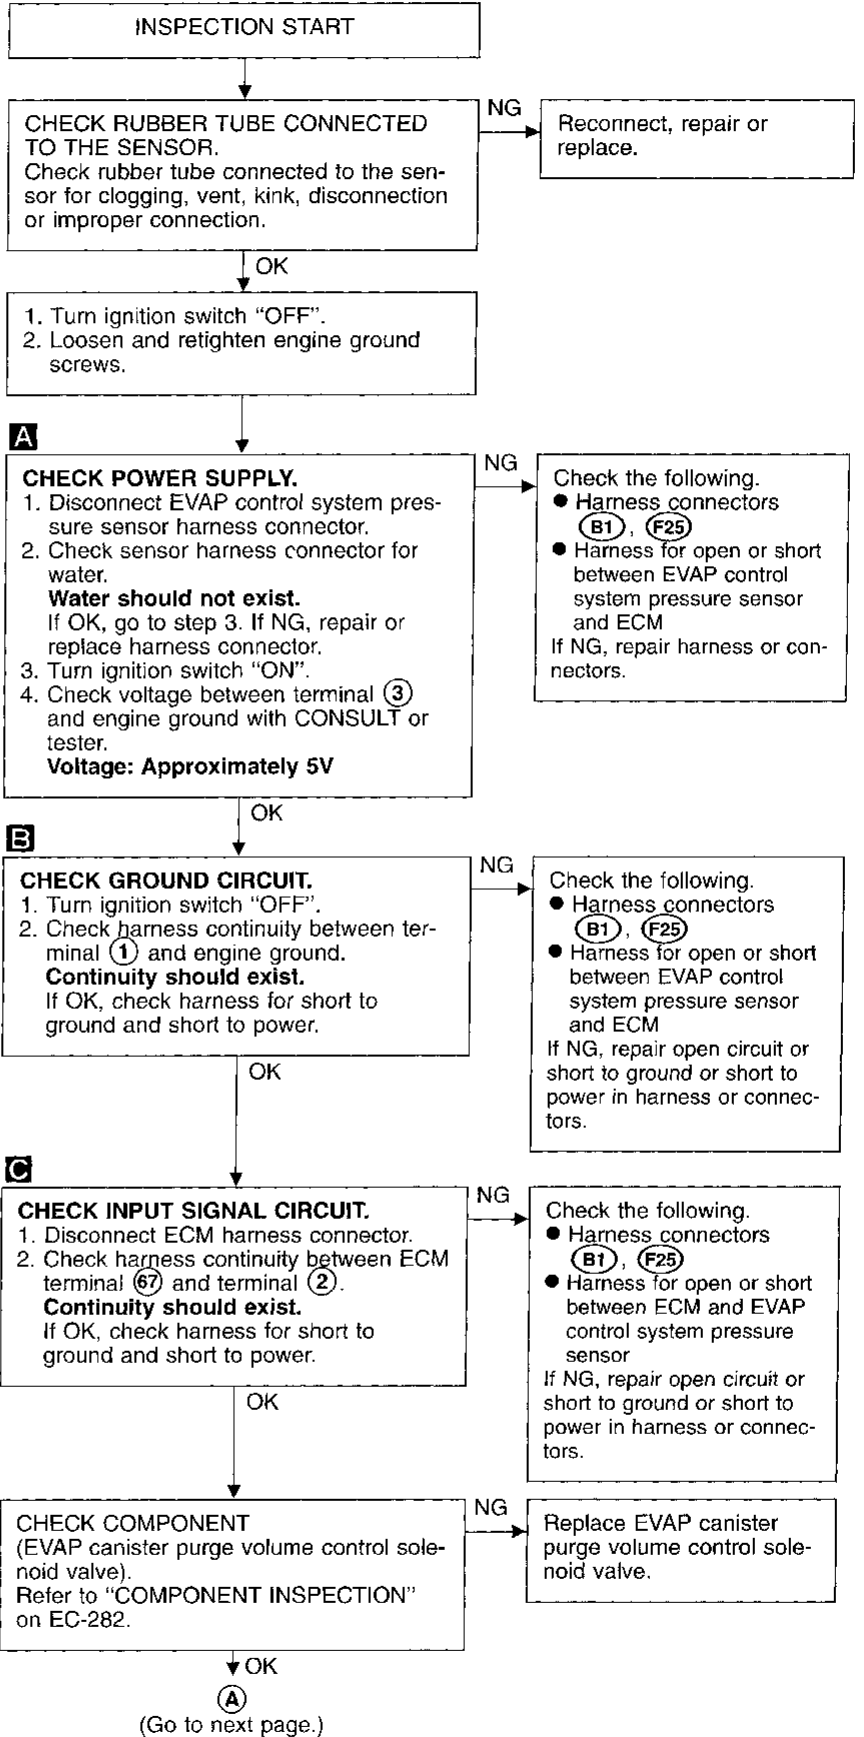 INSPECTION START
CHECK RUBBER TUBE CONNECTED
TO THE SENSOR.
Check rubber tube connected to the sen-
sor for clogging, vent, kink, disconnection
or improper connection.
NG
Reconnect, repair or
replace.
OK
1. Turn ignition switch “OFF”.
2. Loosen and retighten engine ground
screws.
A
CHECK POWER SUPPLY.
1. Disconnect EVAP control system pres-
sure sensor harness connector.
2. Check sensor harness connector for
water.
Water should not exist.
If OK, go to step 3. If NG, repair or
replace harness connector.
3. Turn ignition switch “ON”.
4. Check voltage between terminal 3
and engine ground with CONSULT or
tester.
Voltage: Approximately 5V
NG
Check the following.
● Harness connectors
B1, F25
● Harness for open or short
between EVAP control
system pressure sensor
and ECM
If NG, repair harness or con-
nectors.
OK
B
CHECK GROUND CIRCUIT.
1. Turn ignition switch “OFF”.
2. Check harness continuity between ter-
minal 1 and engine ground.
Continuity should exist.
If OK, check harness for short to
ground and short to power.
NG
Check the following.
● Harness connectors
B1, F25
● Harness for open or short
between EVAP control
system pressure sensor
and ECM
If NG, repair open circuit or
short to ground or short to
power in harness or connec-
tors.
OK
C
CHECK INPUT SIGNAL CIRCUIT.
1. Disconnect ECM harness connector.
2. Check harness continuity between ECM
terminal 67 and terminal 2.
Continuity should exist.
If OK, check harness for short to
ground and short to power.
NG
Check the following.
● Harness connectors
B1, F25
● Harness for open or short
between ECM and EVAP
control system pressure
sensor
If NG, repair open circuit or
short to ground or short to
power in harness or connec-
tors.
OK
CHECK COMPONENT
(EVAP canister purge volume control sole-
noid valve).
Refer to “COMPONENT INSPECTION”
on EC-282.
NG
Replace EVAP canister
purge volume control sole-
noid valve.
OK
A
(Go to next page.)